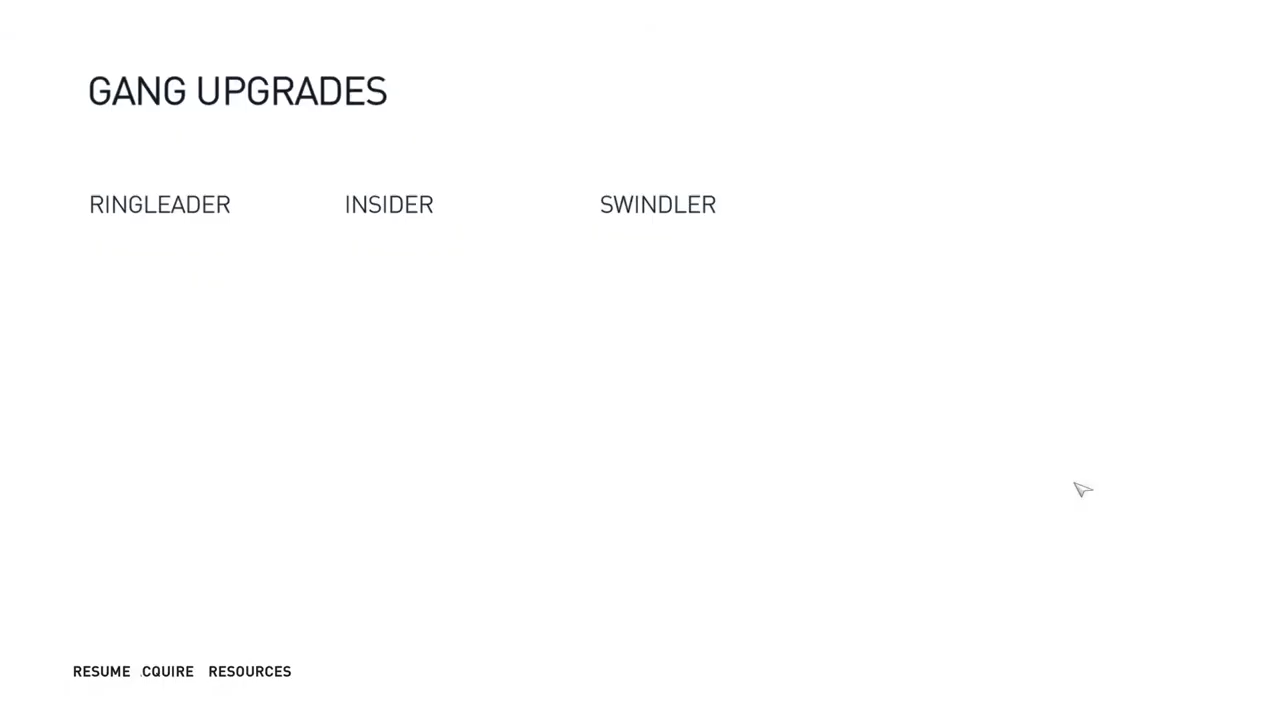 GANG UPGRADES
RINGLEADER INSIDER SWINDLER
RESUME CQUIRE RESOURCES